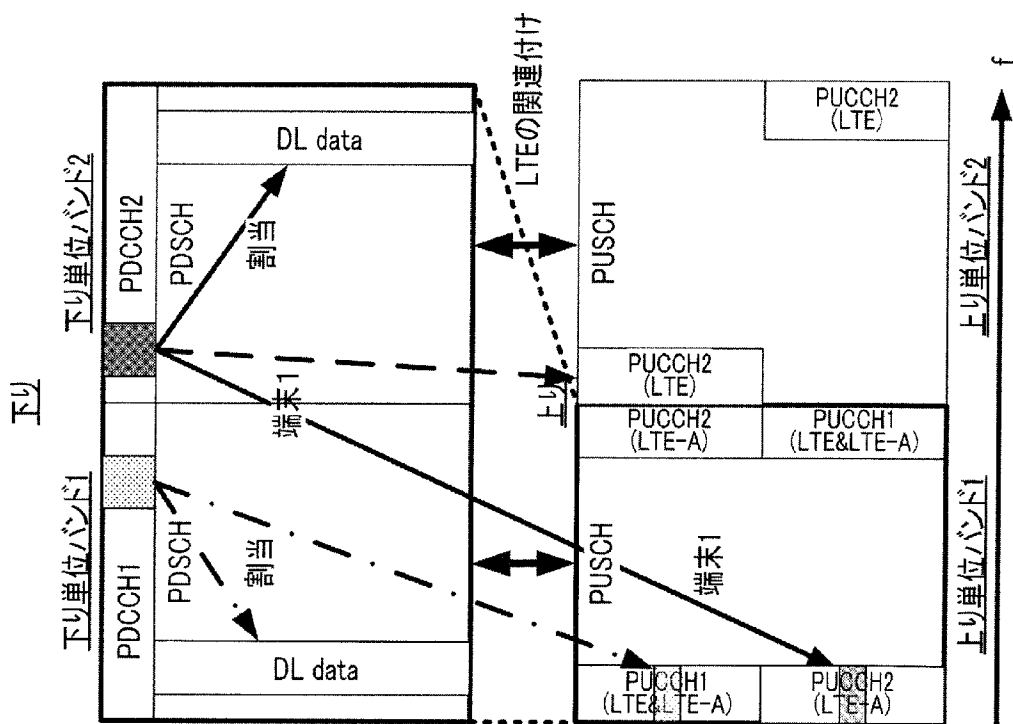 下り
下り単位バンド1
下り単位バンド2
PDCCH1
PDCCH2
PDSCH
PDSCH
割当
割当
DL data
DL data
端末1
LTEの関連付け
上り
PUSCH
PUSCH
端末1
PUCCH1
(LTE&LTE-A)
PUCCH2
(LTE-A)
PUCCH2
(LTE-A)
PUCCH1
(LTE&LTE-A)
PUCCH2
(LTE)
PUCCH2
(LTE)
上り単位バンド1
上り単位バンド2
f